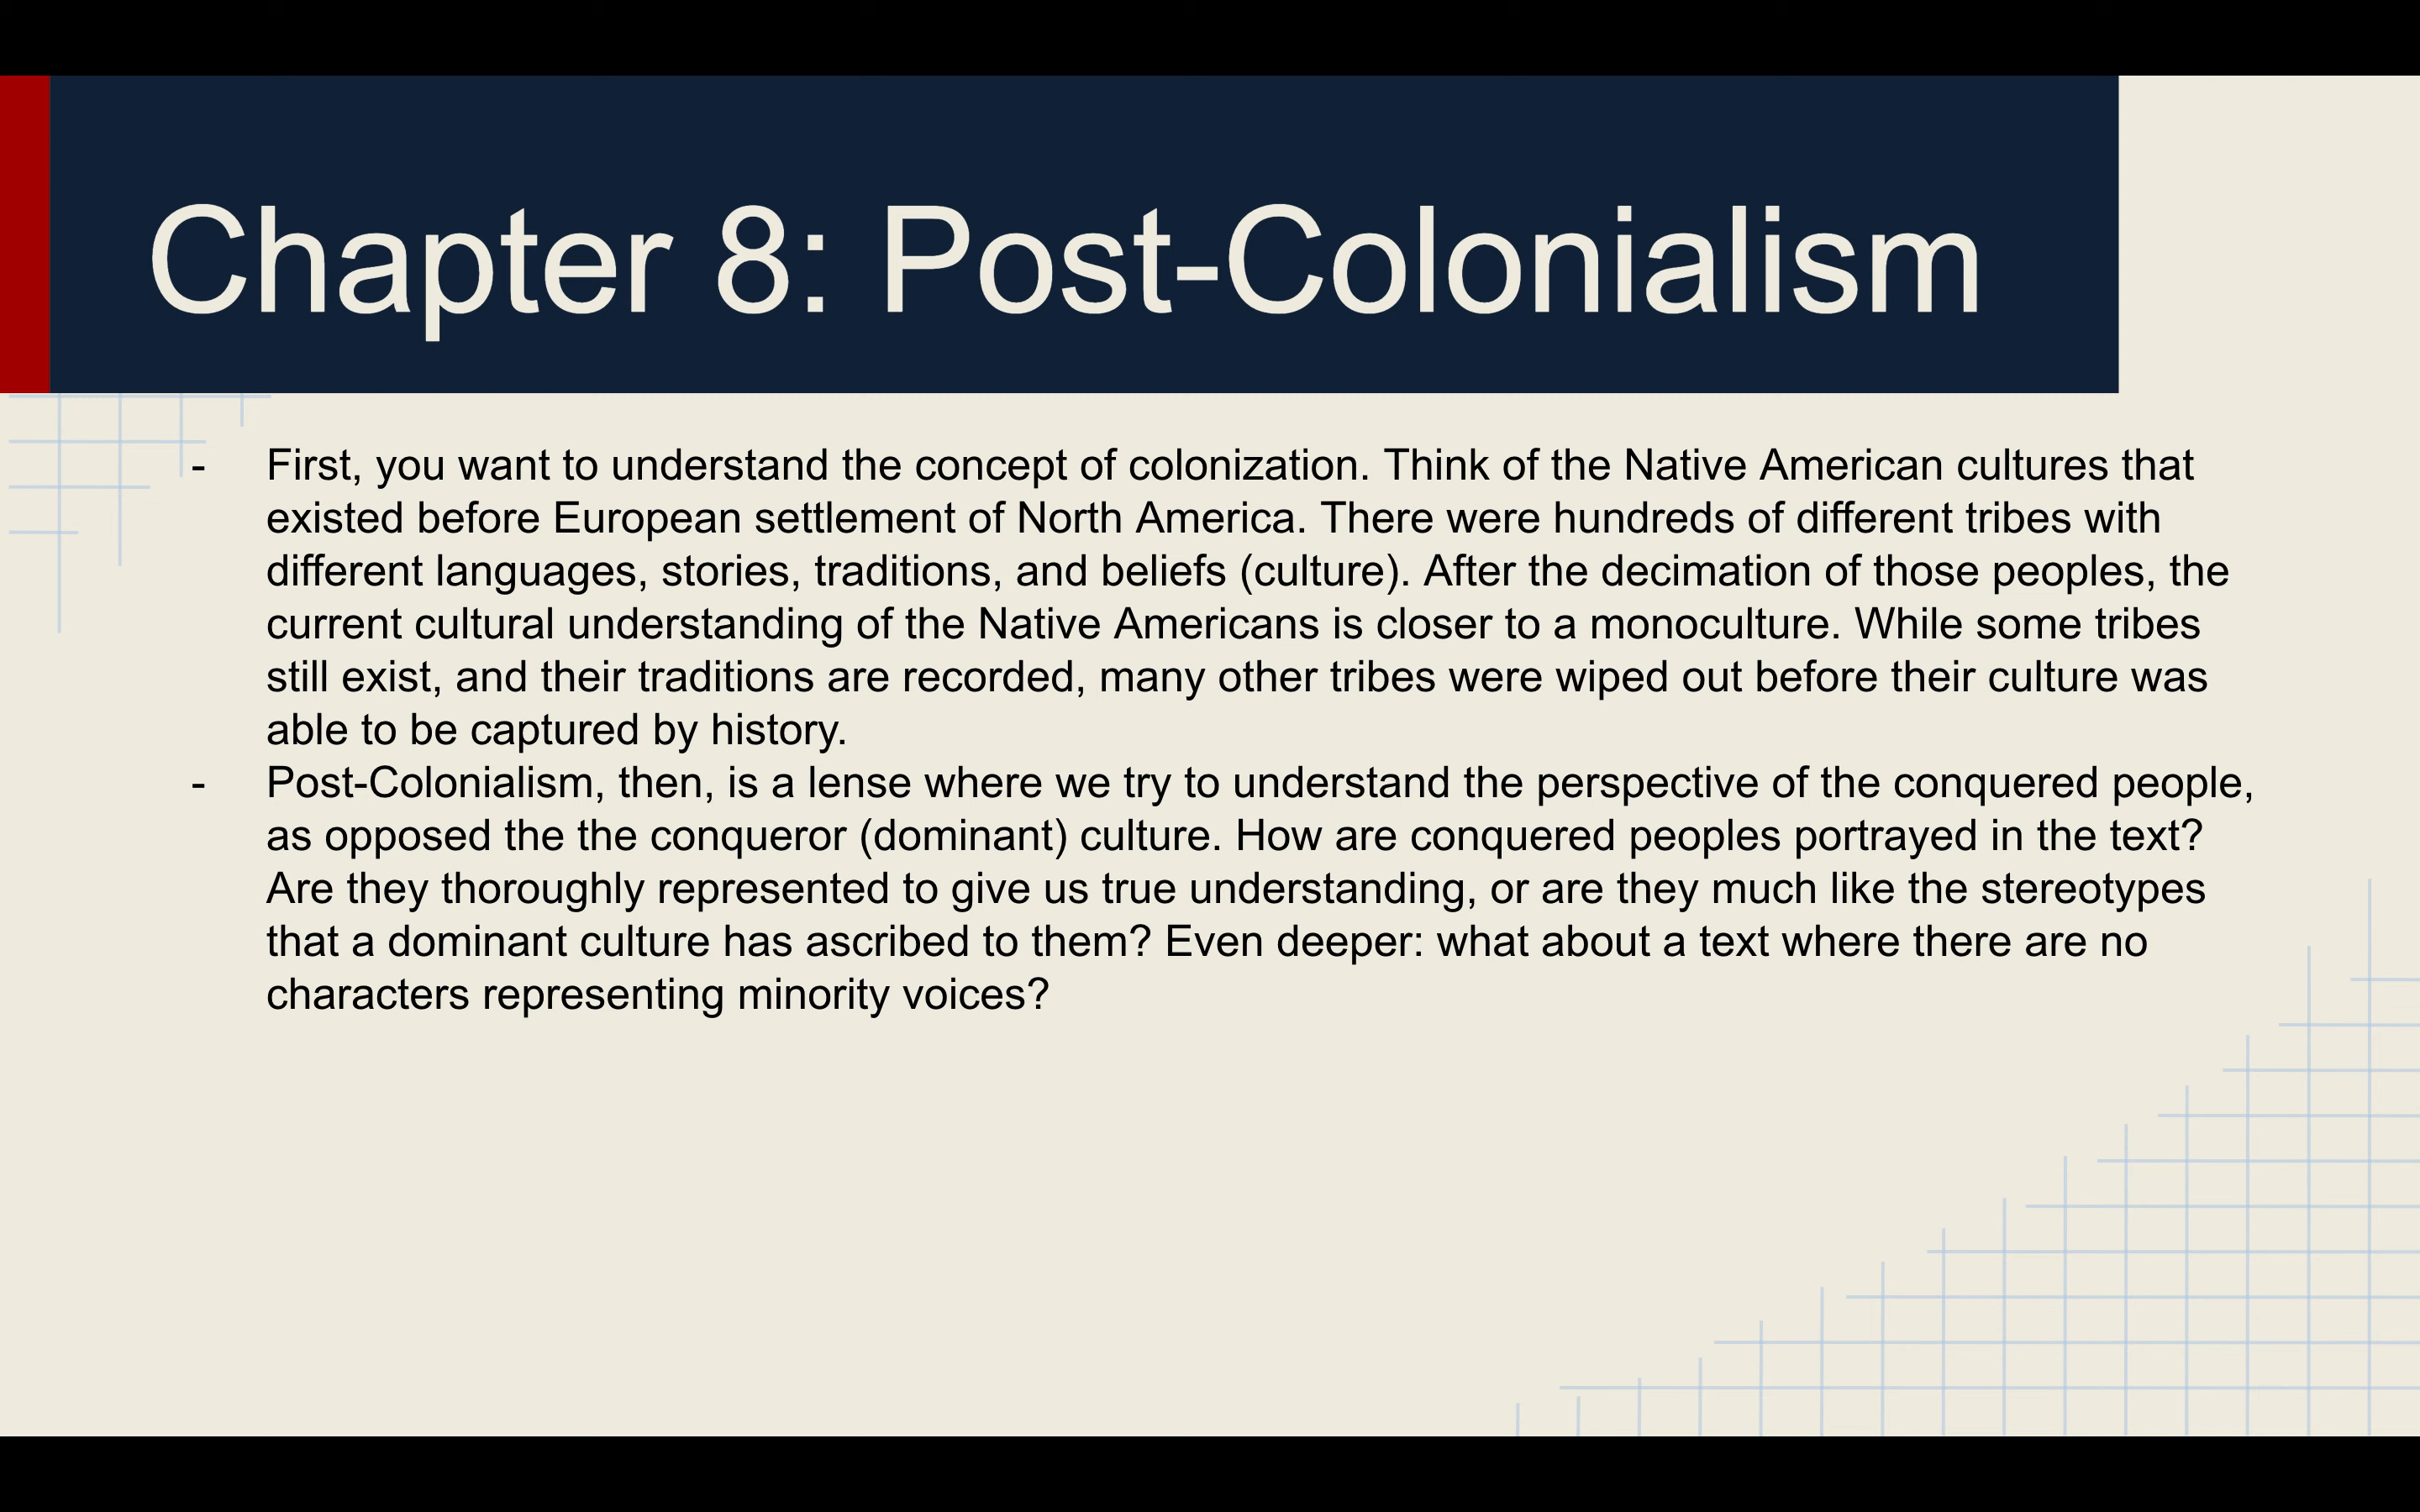 Chapter 8: Post-Colonialism
- First, you want to understand the concept of colonization. Think of the Native American cultures that
existed before European settlement of North America. There were hundreds of different tribes with
different languages, stories, traditions, and beliefs (culture). After the decimation of those peoples, the
current cultural understanding of the Native Americans is closer to a monoculture. While some tribes
still exist, and their traditions are recorded, many other tribes were wiped out before their culture was
able to be captured by history.
- Post-Colonialism, then, is a lense where we try to understand the perspective of the conquered people,
as opposed the the conqueror (dominant) culture. How are conquered peoples portrayed in the text?
Are they thoroughly represented to give us true understanding, or are they much like the stereotypes
that a dominant culture has ascribed to them? Even deeper: what about a text where there are no
characters representing minority voices?